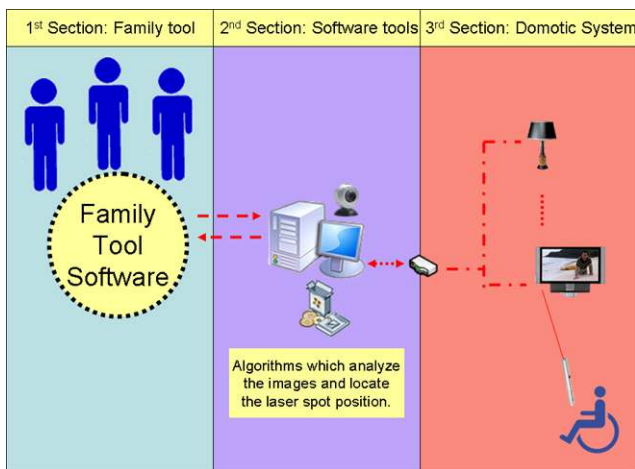 1st Section: Family tool
2nd Section: Software tools
3rd Section: Domotic System
Family
Tool
Software
Algorithms which analyze
the images and locate
the laser spot position.